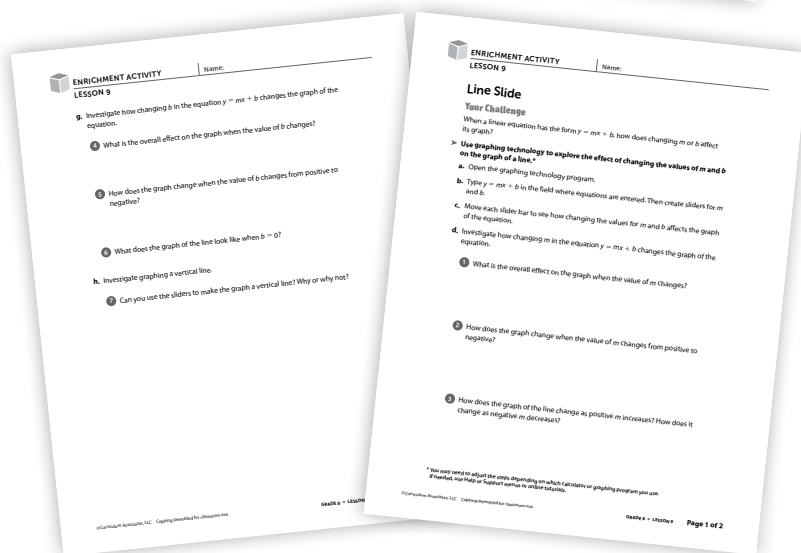 ENRICHMENT ACTIVITY
Name:
LESSON 9
g. Investigate how changing b in the equation y = mx + b changes the graph of the
equation.
4 What is the overall effect on the graph when the value of b changes?
5 How does the graph change when the value of b changes from positive to
negative?
6 What does the graph of the line look like when b = 0?
h. Investigate graphing a vertical line.
7 Can you use the sliders to make the graph a vertical line? Why or why not?
©Curriculum Associates, LLC Copying permitted for classroom use.
GRADE 8 • LESSON
ENRICHMENT ACTIVITY
Name:
LESSON 9
Line Slide
Your Challenge
When a linear equation has the form y = mx + b, how does changing m or b affect
its graph?
➤ Use graphing technology to explore the effect of changing the values of m and b
on the graph of a line.*
a. Open the graphing technology program.
b. Type y = mx + b in the field where equations are entered. Then create sliders for m
and b.
c. Move each slider bar to see how changing the values for m and b affects the graph
of the equation.
d. Investigate how changing m in the equation y = mx + b changes the graph of the
equation.
1 What is the overall effect on the graph when the value of m changes?
2 How does the graph change when the value of m changes from positive to
negative?
3 How does the graph of the line change as positive m increases? How does it
change as negative m decreases?
* You may need to adjust the steps depending on which calculator or graphing program you use.
If needed, use Help or Support menus or online tutorials.
©Curriculum Associates, LLC Copying permitted for classroom use.
GRADE 8 • LESSON 9 Page 1 of 2